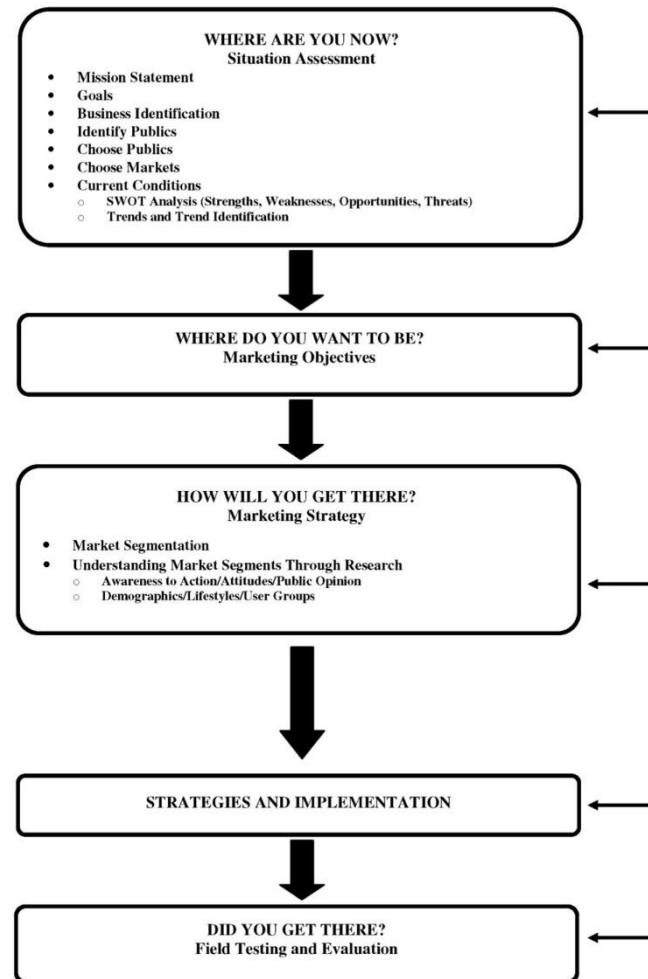 WHERE ARE YOU NOW?
Situation Assessment
• Mission Statement
• Goals
• Business Identification
• Identify Publics
• Choose Publics
• Choose Markets
• Current Conditions
o SWOT Analysis (Strengths, Weaknesses, Opportunities, Threats)
o Trends and Trend Identification
WHERE DO YOU WANT TO BE?
Marketing Objectives
HOW WILL YOU GET THERE?
Marketing Strategy
• Market Segmentation
• Understanding Market Segments Through Research
o Awareness to Action/Attitudes/Public Opinion
o Demographics/Lifestyles/User Groups
STRATEGIES AND IMPLEMENTATION
DID YOU GET THERE?
Field Testing and Evaluation